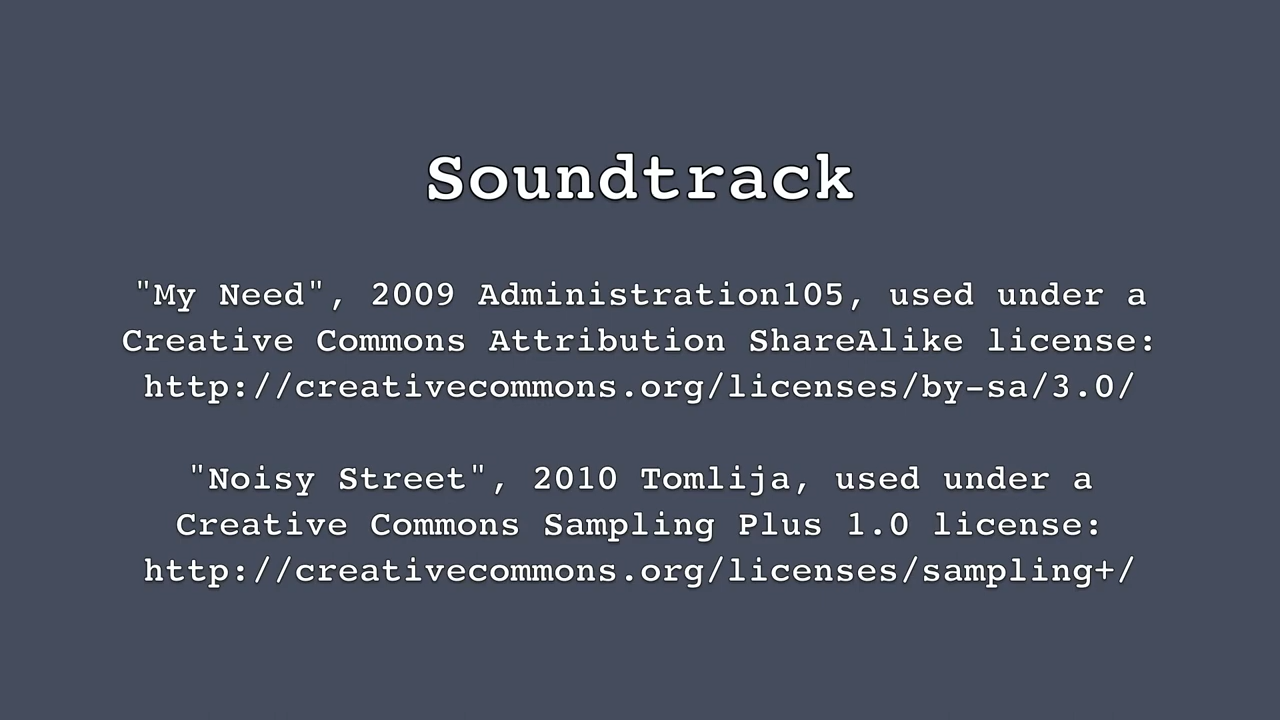 Soundtrack
"My Need", 2009 Administration105, used under a
Creative Commons Attribution ShareAlike license:
http://creativecommons.org/licenses/by-sa/3.0/
"Noisy Street", 2010 Tomlija, used under a
Creative Commons Sampling Plus 1.0 license:
http://creativecommons.org/licenses/sampling+/